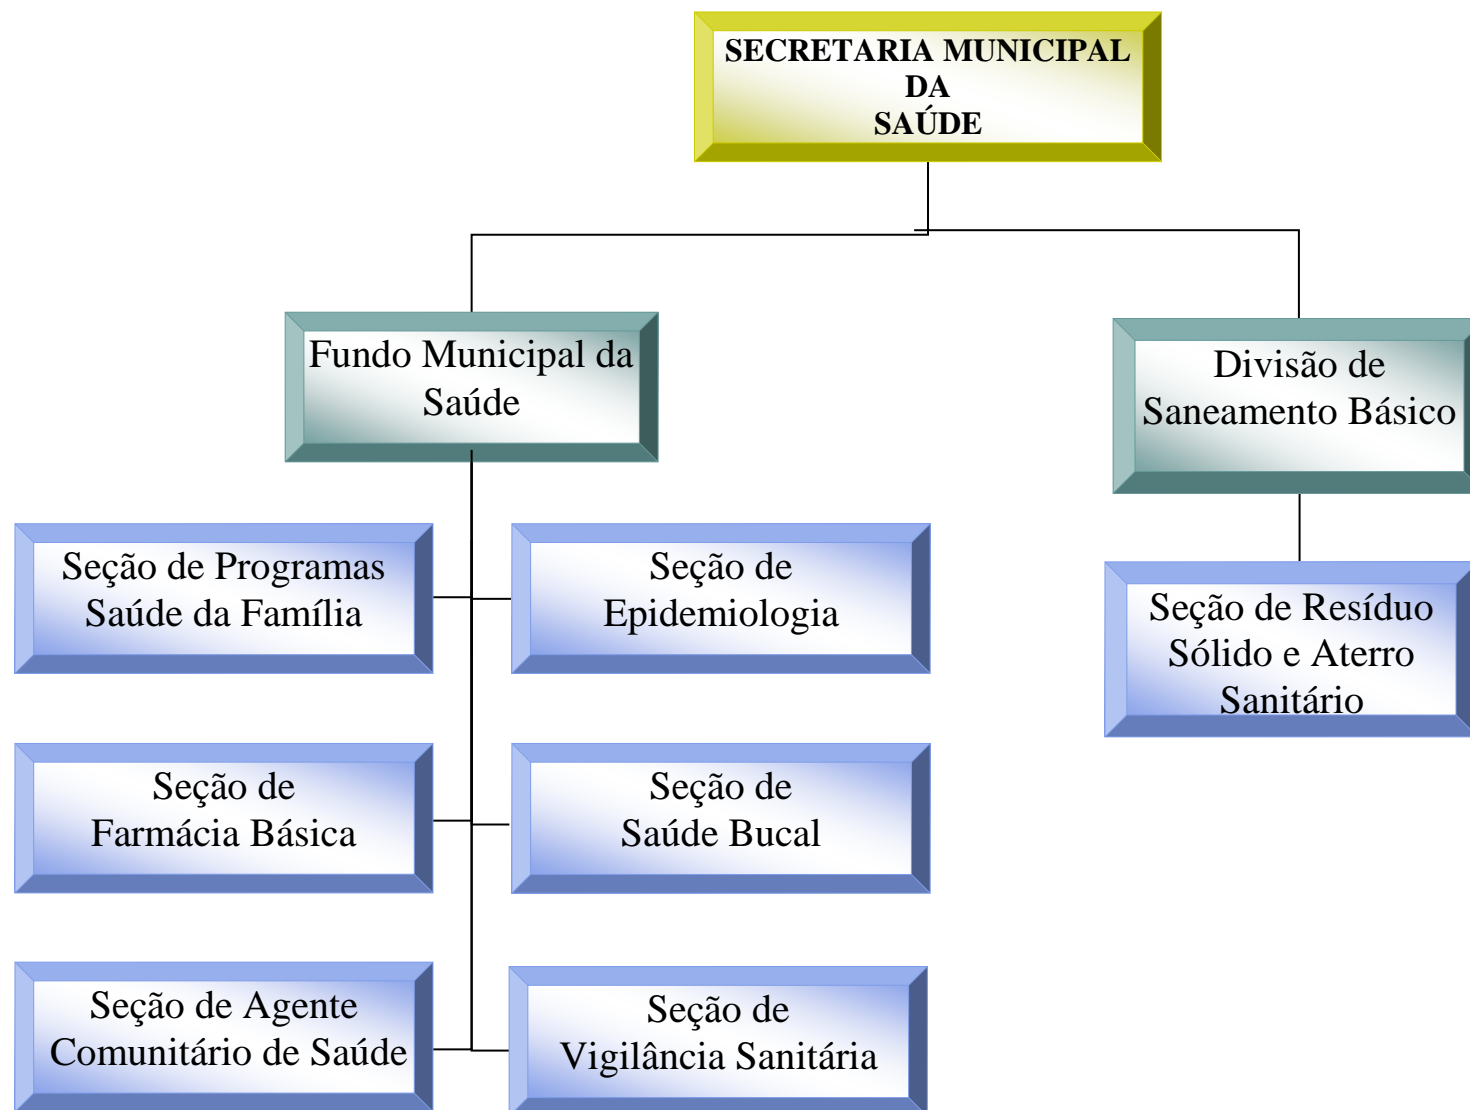 SECRETARIA MUNICIPAL
DA
SAÚDE
Fundo Municipal da
Saúde
Divisão de
Saneamento Básico
Seção de Programas
Saúde da Família
Seção de
Epidemiologia
Seção de Resíduo
Sólido e Aterro
Sanitário
Seção de
Farmácia Básica
Seção de
Saúde Bucal
Seção de Agente
Comunitário de Saúde
Seção de
Vigilância Sanitária